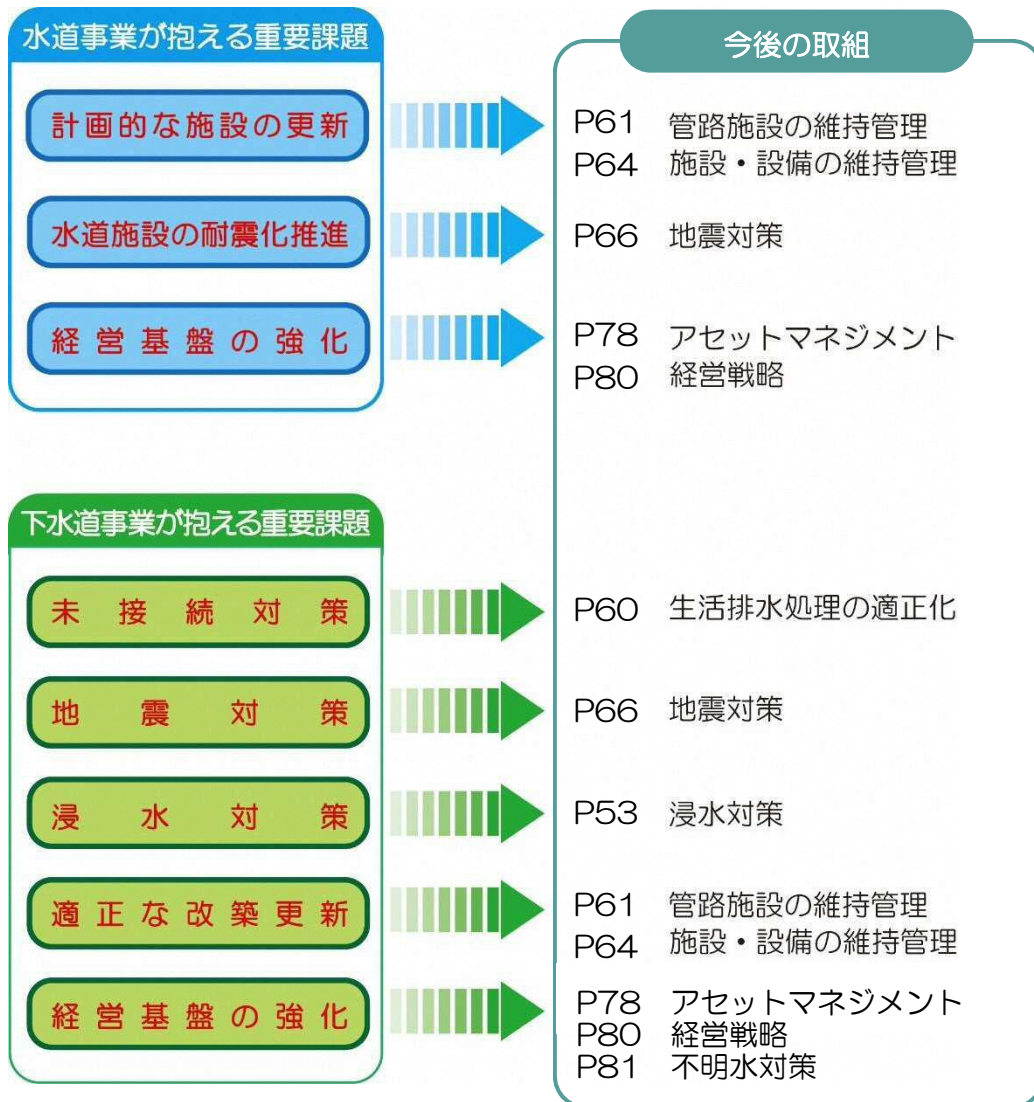 水道事業が抱える重要課題
今後の取組
計画的な施設の更新
P61 管路施設の維持管理
P64 施設・設備の維持管理
水道施設の耐震化推進
P66 地震対策
経営基盤の強化
P78 アセットマネジメント
P80 経営戦略
下水道事業が抱える重要課題
未接続対策
P60 生活排水処理の適正化
地震対策
P66 地震対策
浸水対策
P53 浸水対策
適正な改築更新
P61 管路施設の維持管理
P64 施設・設備の維持管理
経営基盤の強化
P78 アセットマネジメント
P80 経営戦略
P81 不明水対策